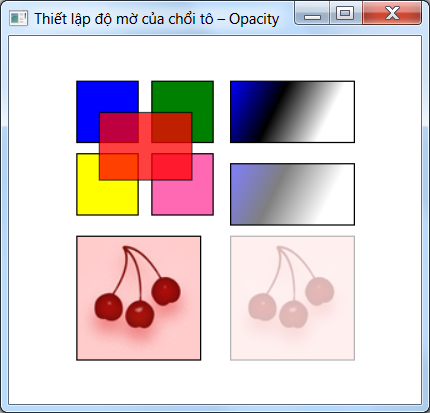 Thiết lập độ mờ của chổi tô – Opacity